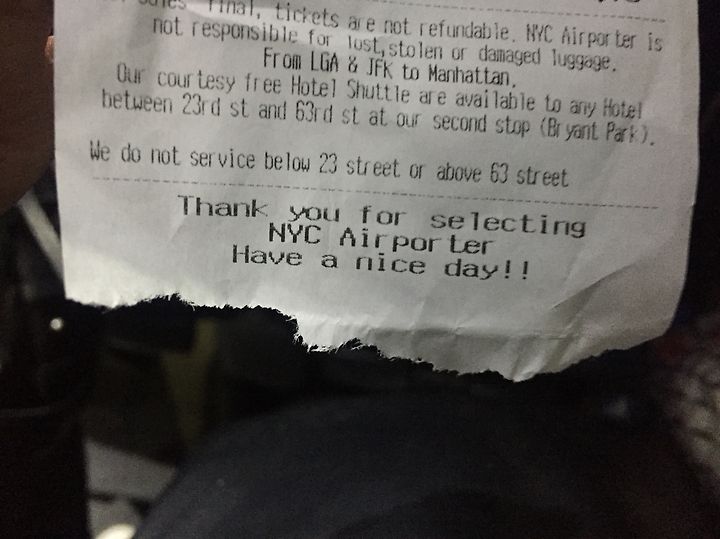 Final, tickets are not refundable. NYC Airporter is
not responsible for lost,stolen or damaged luggage.
From LGA & JFK to Manhattan.
Our courtesy free Hotel Shuttle are available to any Hotel
between 23rd st and 63rd st at our second stop (Bryant Park).
We do not service below 23 street or above 63 street
Thank you for selecting
NYC Airporter
Have a nice day!!